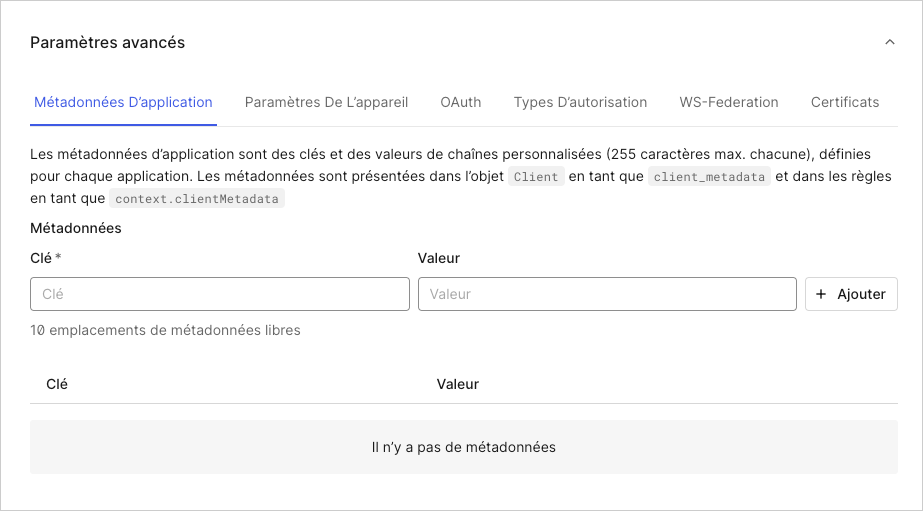 Paramètres avancés
Métadonnées D’application Paramètres De L’appareil OAuth Types D’autorisation WS-Federation Certificats
Les métadonnées d’application sont des clés et des valeurs de chaînes personnalisées (255 caractères max. chacune), définies
pour chaque application. Les métadonnées sont présentées dans l’objet Client en tant que client_metadata et dans les règles
en tant que context.clientMetadata
Métadonnées
Clé * Valeur
Clé Valeur + Ajouter
10 emplacements de métadonnées libres
Clé Valeur
Il n’y a pas de métadonnées